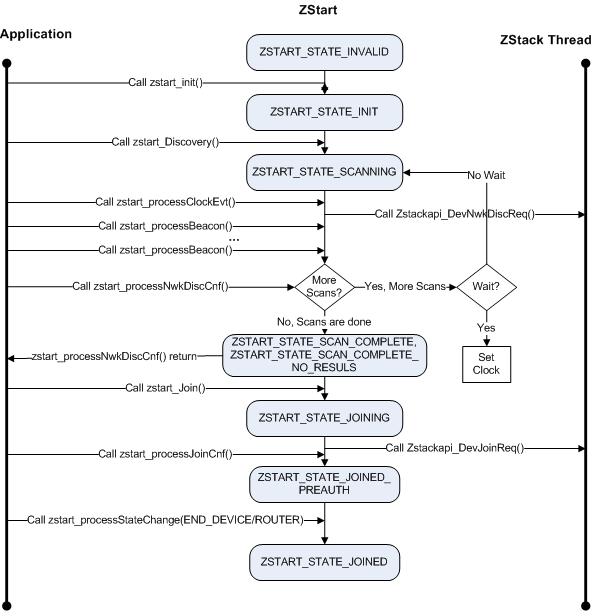 ZStart
Application
ZStack Thread
ZSTART_STATE_INVALID
Call zstart_init()
ZSTART_STATE_INIT
Call zstart_Discovery()
ZSTART_STATE_SCANNING
No Wait
Call zstart_processClockEvt()
Call Zstackapi_DevNwkDiscReq()
Call zstart_processBeacon()
...
Call zstart_processBeacon()
More
Scans?
Call zstart_processNwkDiscCnf()
Yes, More Scans
Wait?
No, Scans are done
Yes
ZSTART_STATE_SCAN_COMPLETE,
ZSTART_STATE_SCAN_COMPLETE_
NO_RESULS
zstart_processNwkDiscCnf() return
Set
Clock
Call zstart_Join()
ZSTART_STATE_JOINING
Call Zstackapi_DevJoinReq()
Call zstart_processJoinCnf()
ZSTART_STATE_JOINED_
PREAUTH
Call zstart_processStateChange(END_DEVICE/ROUTER)
ZSTART_STATE_JOINED